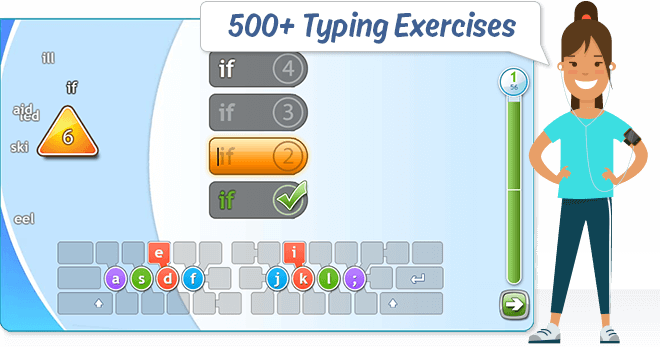 500+ Typing Exercises
ill
if
aid
led
6
ski
eel
if 4
if 3
if 2
if
1
56
e i
a s d f j k l ;